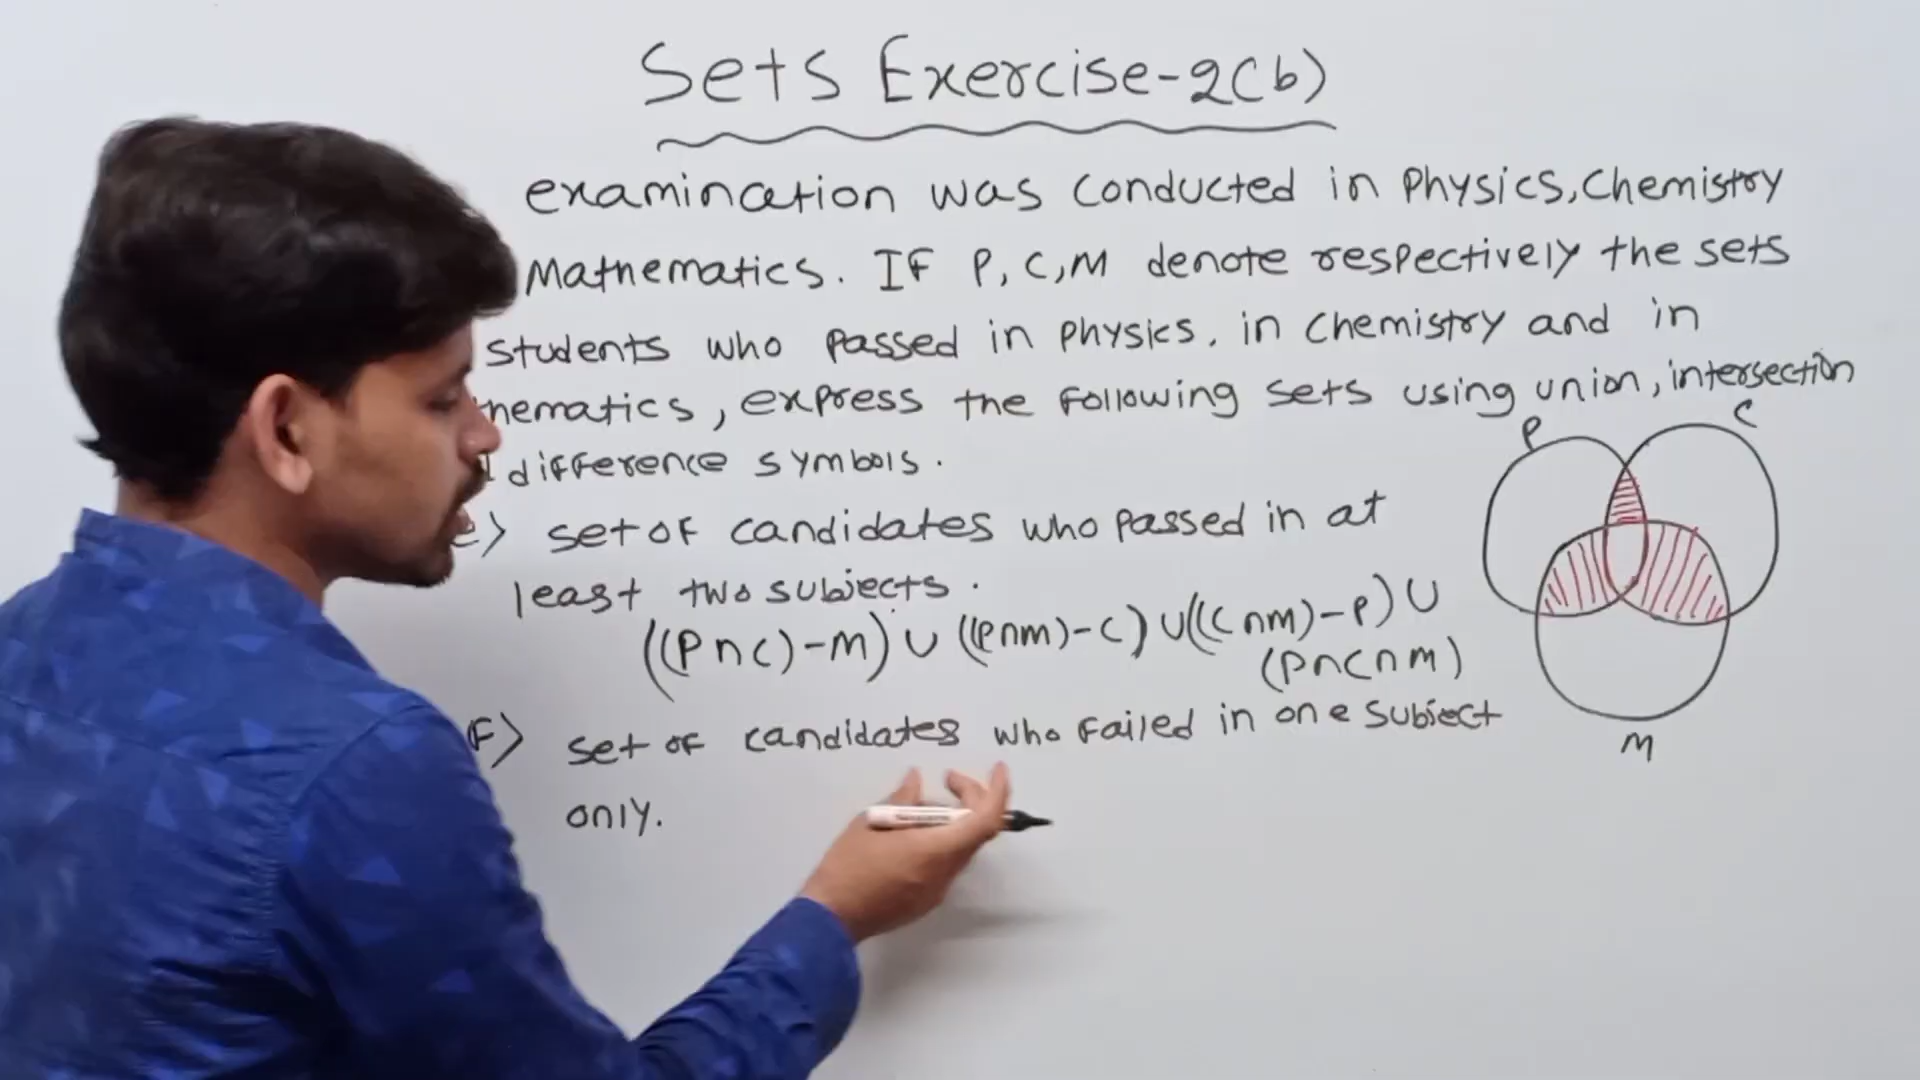 Sets Exercise-2(b)
examincation was conducted in Physics, Chemistry
Mathematics. IF P, C, M denote respectively the sets
students who passed in physics, in chemistry and in
nematics, express the following sets using union, intersection
difference symbols.
e) set of candidates who passed in at
least two subjects.
((P∩C)-M) ∪ ((P∩M)-C) ∪ ((C∩M)-P) ∪
(P∩C∩M)
F) set of candidates who failed in one subject
only.
P
C
M